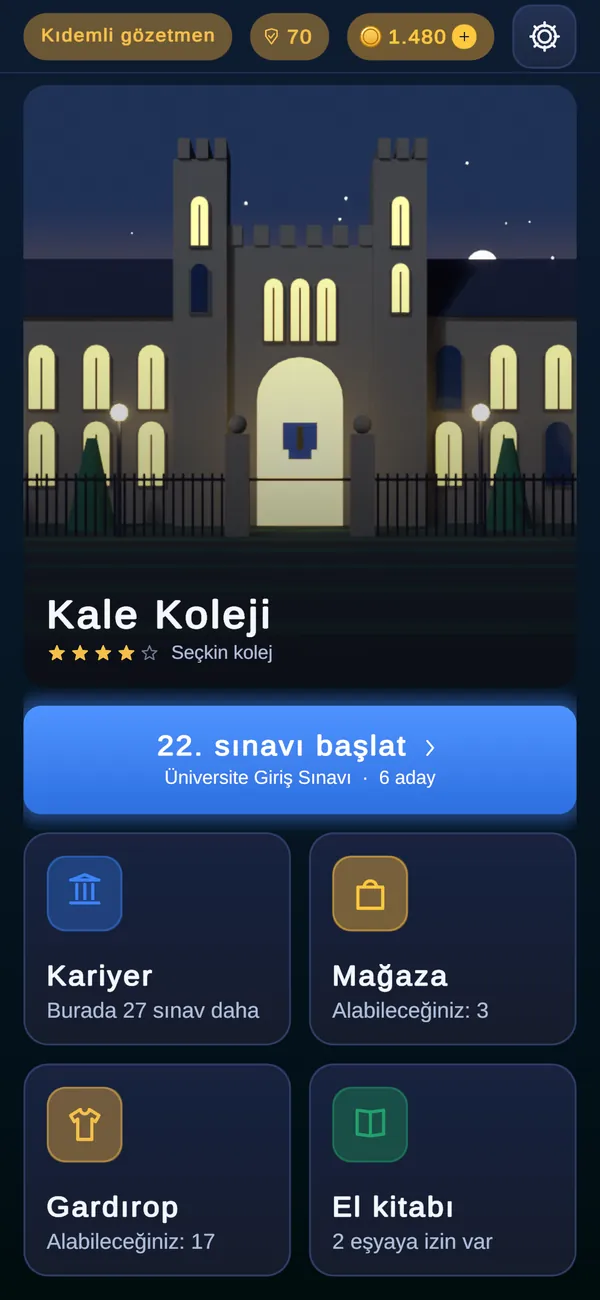 Kıdemli gözetmen
70
1.480 +
Kale Koleji
Seçkin kolej
22. sınavı başlat
Üniversite Giriş Sınavı · 6 aday
Kariyer
Burada 27 sınav daha
Mağaza
Alabileceğiniz: 3
Gardırop
Alabileceğiniz: 17
El kitabı
2 eşyaya izin var